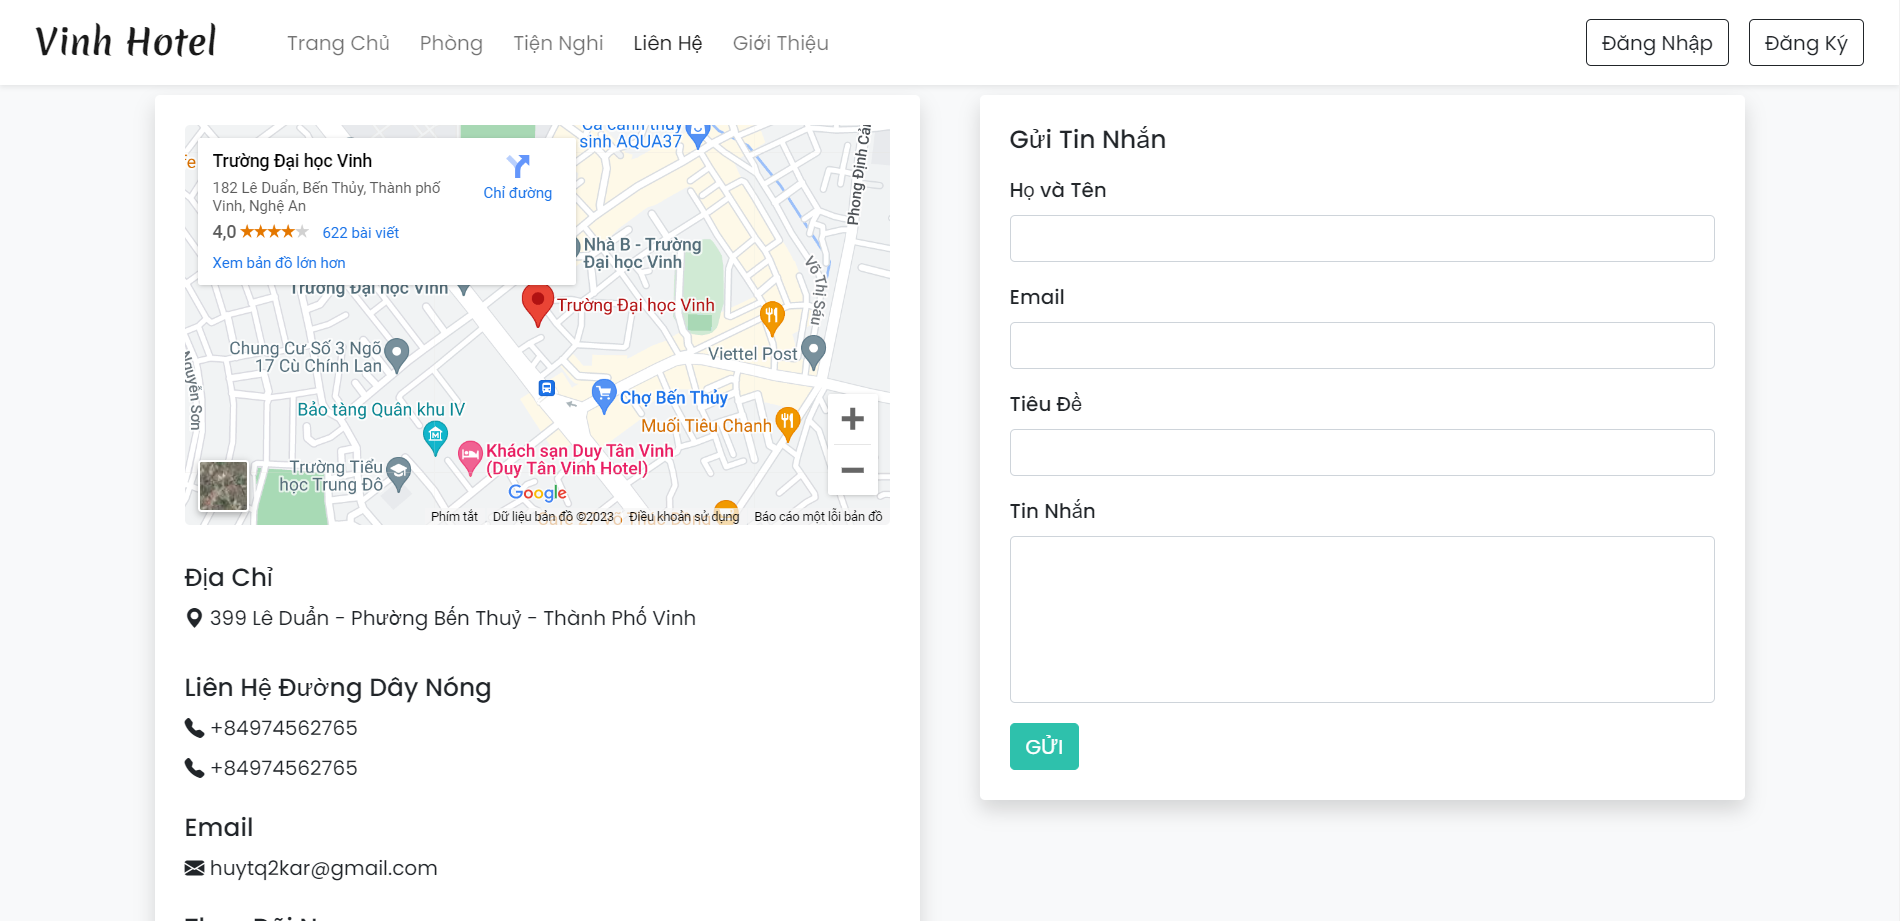 Vinh Hotel
Trang Chủ
Phòng
Tiện Nghi
Liên Hệ
Giới Thiệu
Đăng Nhập
Đăng Ký
Trường Đại học Vinh
182 Lê Duẩn, Bến Thủy, Thành phố
Vinh, Nghệ An
4,0
622 bài viết
Xem bản đồ lớn hơn
Chỉ đường
Cá cảnh thủy
sinh AQUA37
Nhà B - Trường
Đại học Vinh
Trường Đại học Vinh
Trường Đại học Vinh
Võ Thị Sáu
Chung Cư Số 3 Ngõ
17 Cù Chính Lan
Viettel Post
Nguyễn Sơn
Chợ Bến Thủy
Bảo tàng Quân khu IV
Muối Tiêu Chanh
Khách sạn Duy Tân Vinh
(Duy Tân Vinh Hotel)
Trường Tiểu
học Trung Đô
Phong Định Cảng
Google
Phím tắt
Dữ liệu bản đồ ©2023
Điều khoản sử dụng
Báo cáo một lỗi bản đồ
Địa Chỉ
399 Lê Duẩn - Phường Bến Thuỷ - Thành Phố Vinh
Liên Hệ Đường Dây Nóng
+84974562765
+84974562765
Email
huytq2kar@gmail.com
Gửi Tin Nhắn
Họ và Tên
Email
Tiêu Đề
Tin Nhắn
GỬI